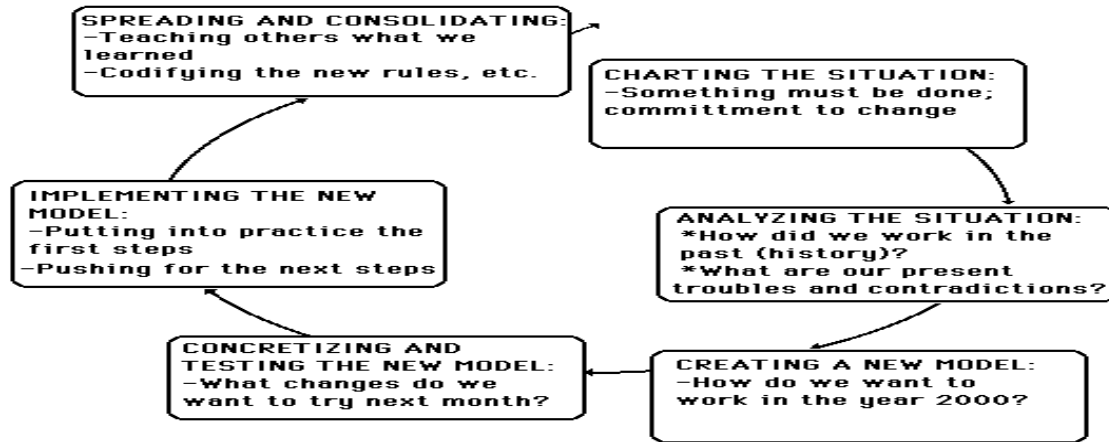 SPREADING AND CONSOLIDATING:
-Teaching others what we
learned
-Codifying the new rules, etc.
CHARTING THE SITUATION:
-Something must be done;
committment to change
ANALYZING THE SITUATION:
*How did we work in the
past (history)?
*What are our present
troubles and contradictions?
CREATING A NEW MODEL:
-How do we want to
work in the year 2000?
CONCRETIZING AND
TESTING THE NEW MODEL:
-What changes do we
want to try next month?
IMPLEMENTING THE NEW
MODEL:
-Putting into practice the
first steps
-Pushing for the next steps